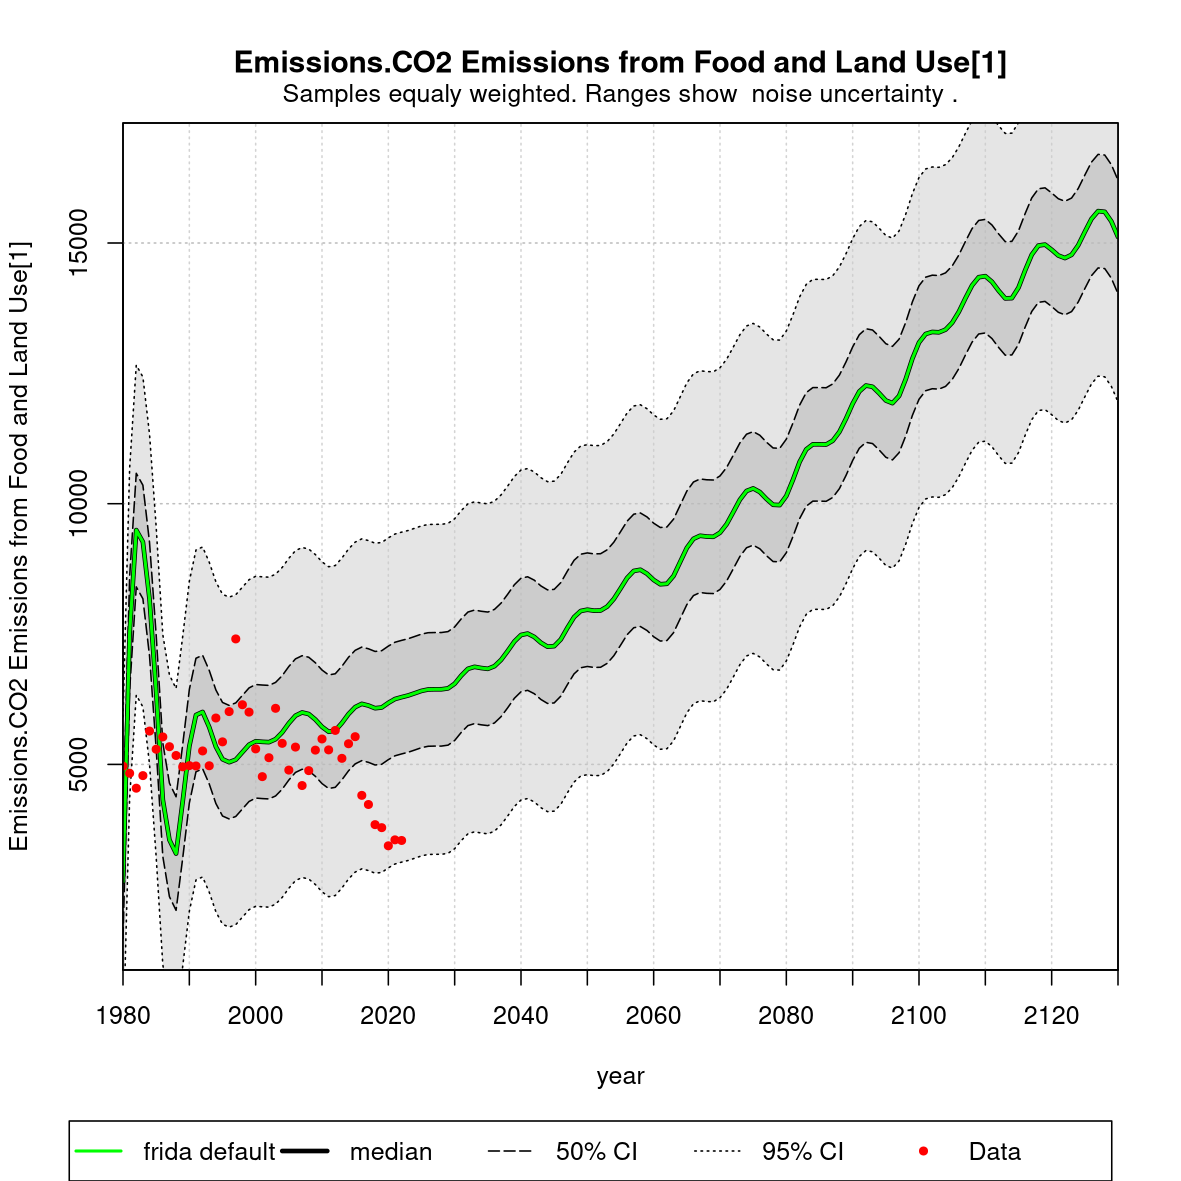 Emissions.CO2 Emissions from Food and Land Use[1]
Samples equaly weighted. Ranges show  noise uncertainty .
Emissions.CO2 Emissions from Food and Land Use[1]
15000
10000
5000
1980 2000 2020 2040 2060 2080 2100 2120
year
frida default median 50% CI 95% CI Data